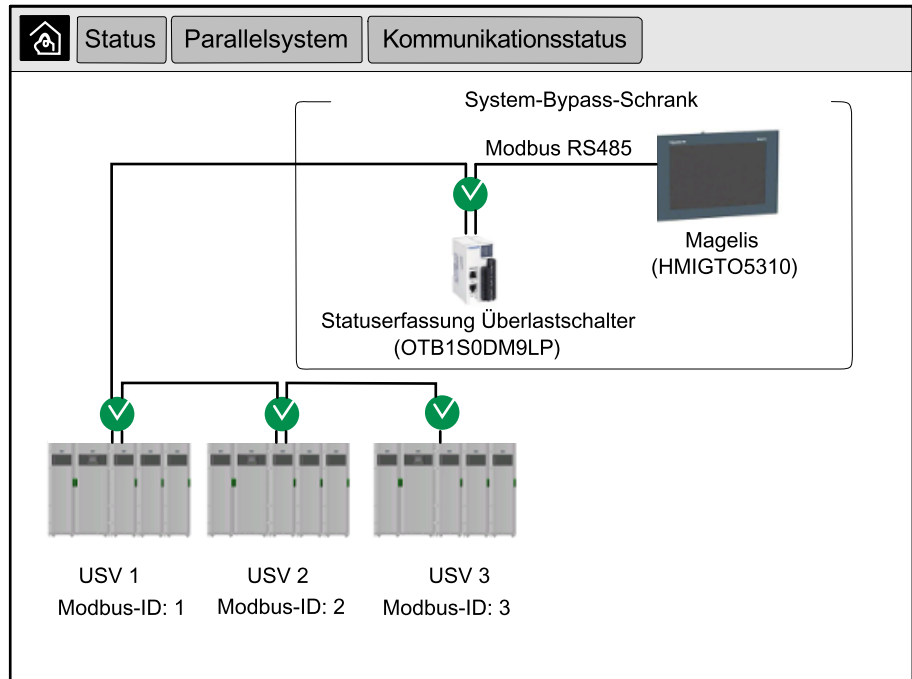 Status Parallelsystem Kommunikationsstatus
System-Bypass-Schrank
Modbus RS485
Magelis
(HMIGTO5310)
Statuserfassung Überlastschalter
(OTB1S0DM9LP)
USV 1 USV 2 USV 3
Modbus-ID: 1 Modbus-ID: 2 Modbus-ID: 3